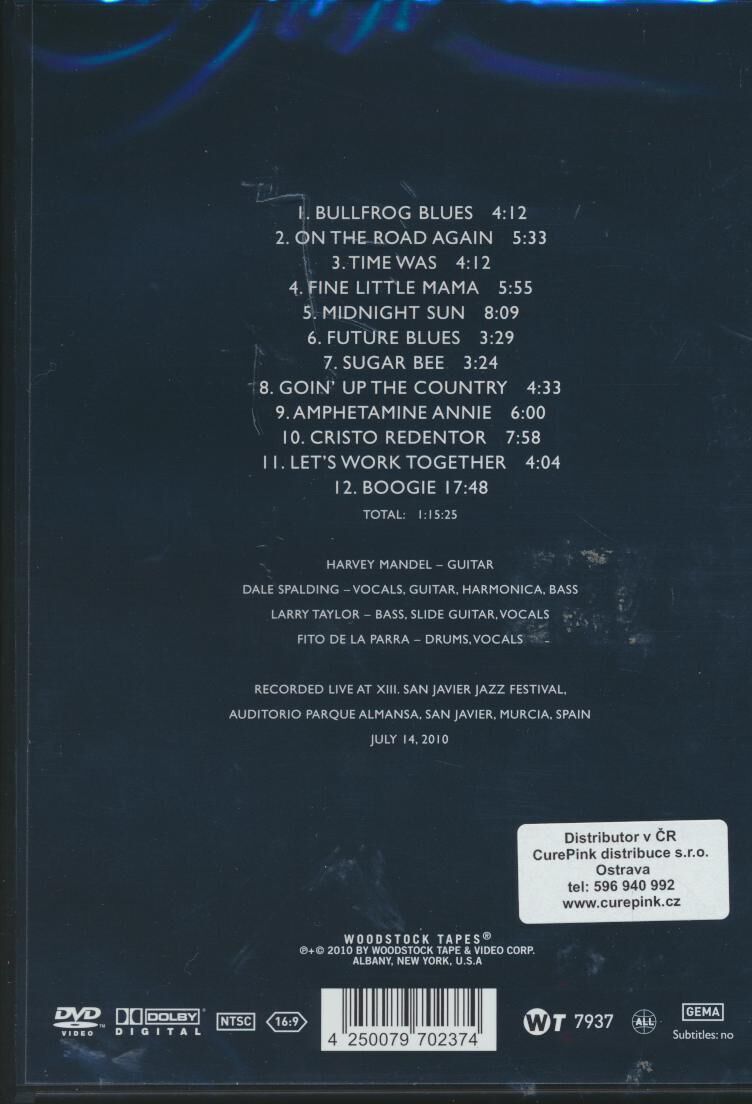 1. BULLFROG BLUES 4:12
2. ON THE ROAD AGAIN 5:33
3. TIME WAS 4:12
4. FINE LITTLE MAMA 5:55
5. MIDNIGHT SUN 8:09
6. FUTURE BLUES 3:29
7. SUGAR BEE 3:24
8. GOIN' UP THE COUNTRY 4:33
9. AMPHETAMINE ANNIE 6:00
10. CRISTO REDENTOR 7:58
11. LET'S WORK TOGETHER 4:04
12. BOOGIE 17:48
TOTAL: 1:15:25
HARVEY MANDEL – GUITAR
DALE SPALDING – VOCALS, GUITAR, HARMONICA, BASS
LARRY TAYLOR – BASS, SLIDE GUITAR, VOCALS
FITO DE LA PARRA – DRUMS, VOCALS
RECORDED LIVE AT XIII. SAN JAVIER JAZZ FESTIVAL,
AUDITORIO PARQUE ALMANSA, SAN JAVIER, MURCIA, SPAIN
JULY 14, 2010
Distributor v ČR
CurePink distribuce s.r.o.
Ostrava
tel: 596 940 992
www.curepink.cz
WOODSTOCK TAPES®
℗+© 2010 BY WOODSTOCK TAPE & VIDEO CORP.
ALBANY, NEW YORK, U.S.A
DVD VIDEO™
DOLBY® DIGITAL
NTSC
16:9
4 250079 702374
WT 7937
ALL
GEMA
Subtitles: no